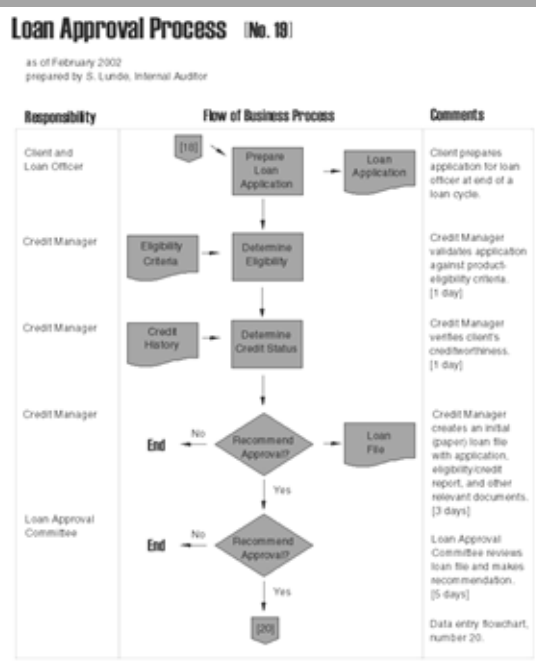 Loan Approval Process [No. 19]
as of February 2002
prepared by S. Lunde, Internal Auditor
Responsibility
Flow of Business Process
Comments
Client and
Loan Officer
[18]
Prepare
Loan
Application
Loan
Application
Client prepares
application for loan
officer at end of a
loan cycle.
Credit Manager
Eligibility
Criteria
Determine
Eligibility
Credit Manager
validates application
against product-
eligibility criteria.
[1 day]
Credit Manager
Credit
History
Determine
Credit Status
Credit Manager
verifies client's
creditworthiness.
[1 day]
Credit Manager
End
No
Recommend
Approval?
Loan
File
Credit Manager
creates an initial
(paper) loan file
with application,
eligibility/credit
report, and other
relevant documents.
[3 days]
Yes
Loan Approval
Committee
End
No
Recommend
Approval?
Loan Approval
Committee reviews
loan file and makes
recommendation.
[5 days]
Yes
[20]
Data entry flowchart,
number 20.